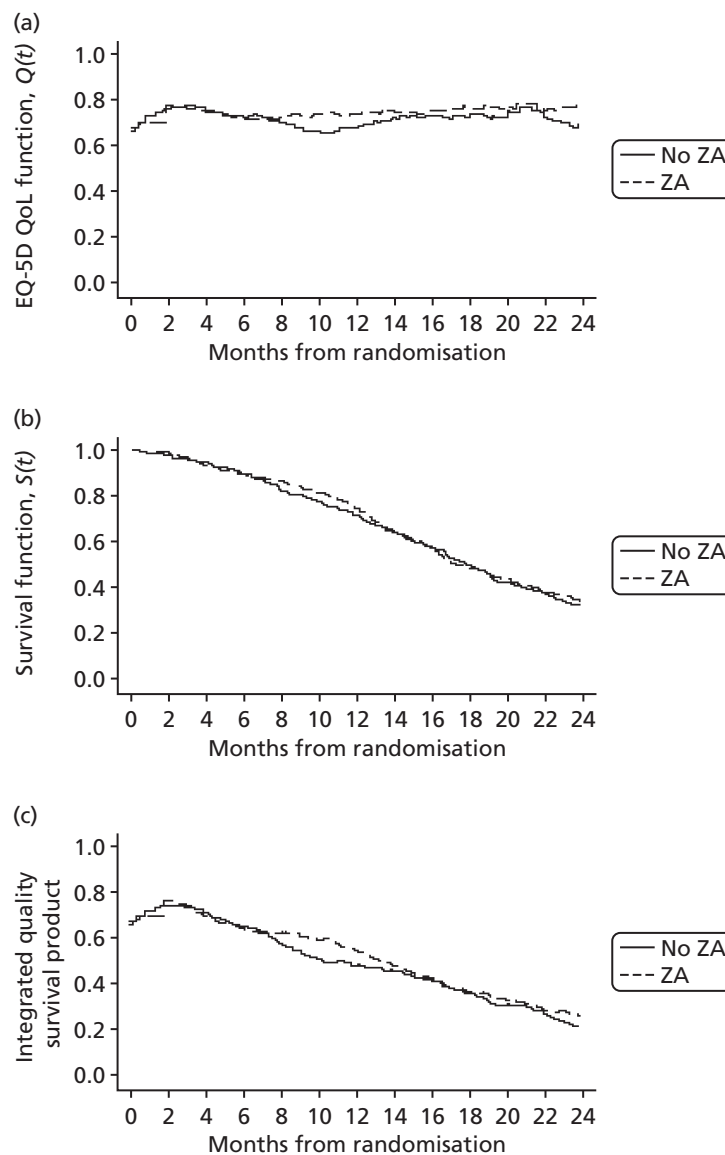 (a)
EQ-5D QoL function, Q(t)
1.0
0.8
0.6
0.4
0.2
0.0
0 2 4 6 8 10 12 14 16 18 20 22 24
Months from randomisation
No ZA
ZA
(b)
Survival function, S(t)
1.0
0.8
0.6
0.4
0.2
0.0
0 2 4 6 8 10 12 14 16 18 20 22 24
Months from randomisation
No ZA
ZA
(c)
Integrated quality
survival product
1.0
0.8
0.6
0.4
0.2
0.0
0 2 4 6 8 10 12 14 16 18 20 22 24
Months from randomisation
No ZA
ZA